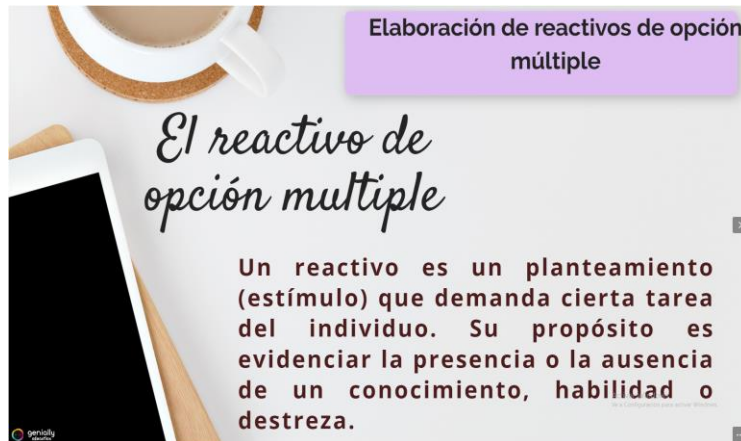 Elaboración de reactivos de opción
múltiple
El reactivo de
opción multiple
Un reactivo es un planteamiento
(estímulo) que demanda cierta tarea
del individuo. Su propósito es
evidenciar la presencia o la ausencia
de un conocimiento, habilidad o
destreza.
genially